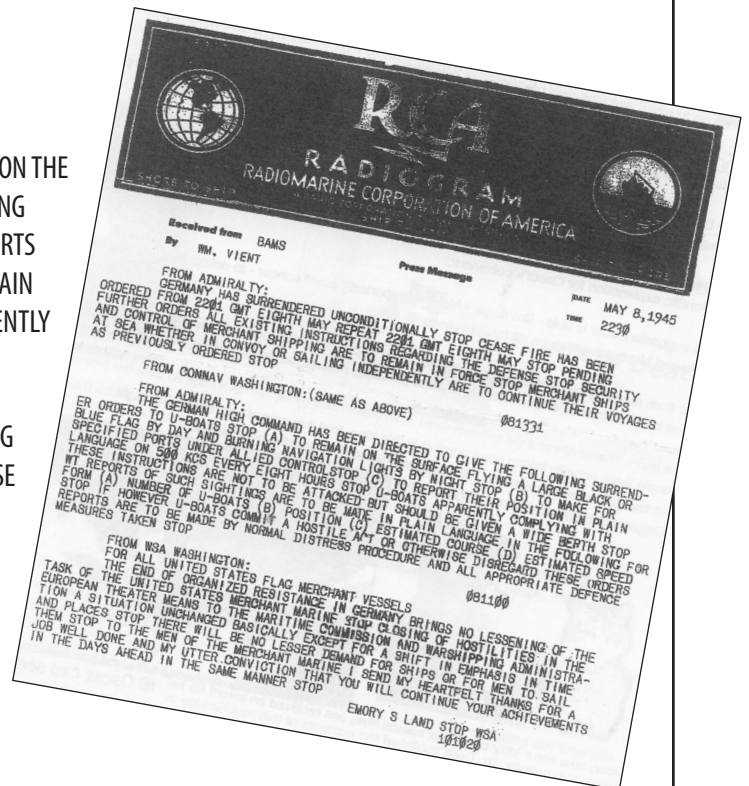 ON THE
NG
RTS
AIN
ENTLY
G
SE
RCA
RADIOGRAM
RADIOMARINE CORPORATION OF AMERICA
SHORE TO SHIP
Received from BAMS
By WM. VIENT
Press Message
DATE MAY 8,1945
TIME 2230
FROM ADMIRALTY:
GERMANY HAS SURRENDERED UNCONDITIONALLY STOP CEASE FIRE HAS BEEN
ORDERED FROM 2201 GMT EIGHTH MAY REPEAT 2201 GMT EIGHTH MAY STOP PENDING
FURTHER ORDERS ALL EXISTING INSTRUCTIONS REGARDING THE DEFENSE STOP SECURITY
AND CONTROL OF MERCHANT SHIPPING ARE TO REMAIN IN FORCE STOP MERCHANT SHIPS
AT SEA WHETHER IN CONVOY OR SAILING INDEPENDENTLY ARE TO CONTINUE THEIR VOYAGES
AS PREVIOUSLY ORDERED STOP
FROM CONNAV WASHINGTON:(SAME AS ABOVE) 081331
FROM ADMIRALTY:
THE GERMAN HIGH COMMAND HAS BEEN DIRECTED TO GIVE THE FOLLOWING SURREND-
ER ORDERS TO U-BOATS STOP (A) TO REMAIN ON THE SURFACE FLYING A LARGE BLACK OR
BLUE FLAG BY DAY AND BURNING NAVIGATION LIGHTS BY NIGHT STOP (B) TO MAKE FOR
SPECIFIED PORTS UNDER ALLIED CONTROLSTOP (C) TO REPORT THEIR POSITION IN PLAIN
LANGUAGE ON 500 KCS EVERY EIGHT HOURS STOP U-BOATS APPARENTLY COMPLYING WITH
THESE INSTRUCTIONS ARE NOT TO BE ATTACKED BUT SHOULD BE GIVEN A WIDE BERTH STOP
WT REPORTS OF SUCH SIGHTINGS ARE TO BE MADE IN PLAIN LANGUAGE IN THE FOLLOWING FOR
FORM (A) NUMBER OF U-BOATS (B) POSITION (C) ESTIMATED COURSE (D) ESTIMATED SPEED
STOP IF HOWEVER U-BOATS COMMIT A HOSTILE ACT OR OTHERWISE DISREGARD THESE ORDERS
REPORTS ARE TO BE MADE BY NORMAL DISTRESS PROCEDURE AND ALL APPROPRIATE DEFENCE
MEASURES TAKEN STOP
081100
FROM WSA WASHINGTON:
FOR ALL UNITED STATES FLAG MERCHANT VESSELS
THE END OF ORGANIZED RESISTANCE IN GERMANY BRINGS NO LESSENING OF THE
TASK OF THE UNITED STATES MERCHANT MARINE STOP CLOSING OF HOSTILITIES IN THE
EUROPEAN THEATER MEANS TO THE MARITIME COMMISSION AND WARSHIPPING ADMINISTRA-
TION A SITUATION UNCHANGED BASICALLY EXCEPT FOR A SHIFT IN EMPHASIS IN TIME
AND PLACES STOP THERE WILL BE NO LESSER DEMAND FOR SHIPS OR FOR MEN TO SAIL
THEM STOP TO THE MEN OF THE MERCHANT MARINE I SEND MY HEARTFELT THANKS FOR A
JOB WELL DONE AND MY UTTER CONVICTION THAT YOU WILL CONTINUE YOUR ACHIEVEMENTS
IN THE DAYS AHEAD IN THE SAME MANNER STOP
EMORY S LAND STOP WSA
101020